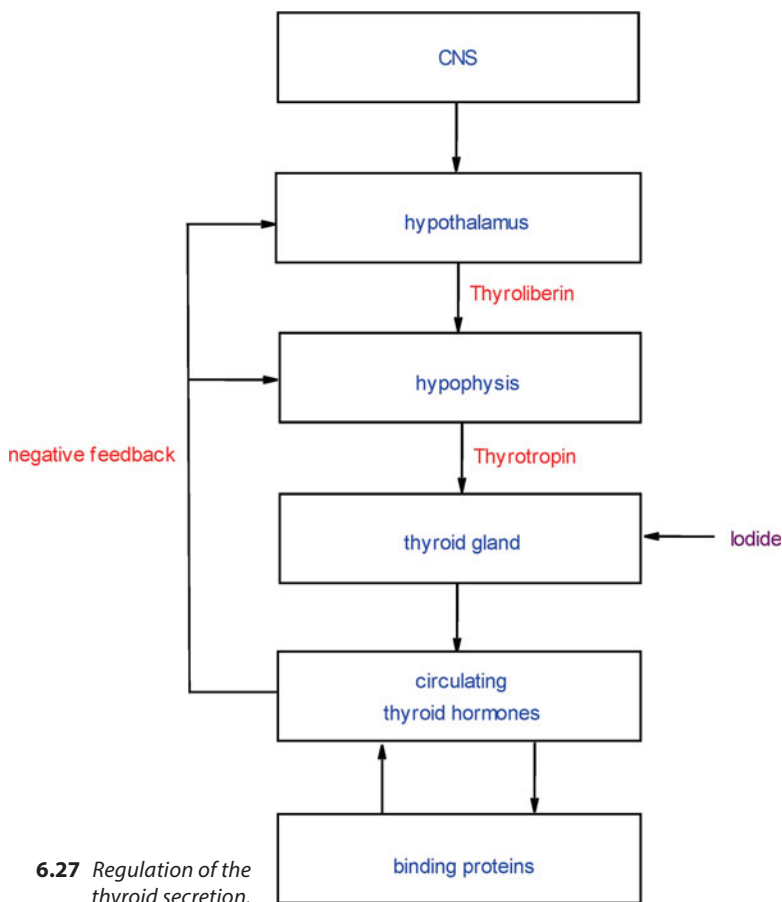 CNS
hypothalamus
Thyroliberin
hypophysis
negative feedback
Thyrotropin
thyroid gland
Iodide
circulating
thyroid hormones
binding proteins
6.27 Regulation of the
thyroid secretion.